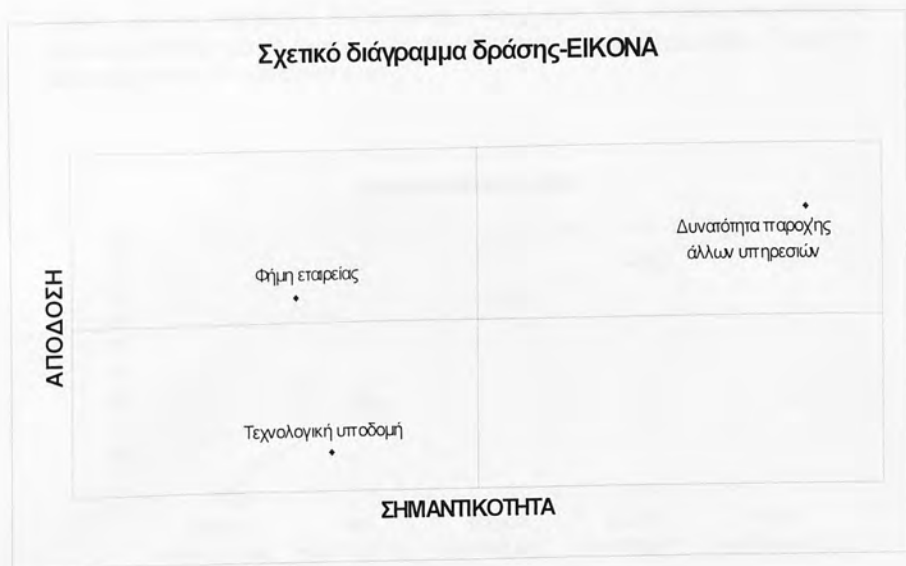 Σχετικό διάγραμμα δράσης-ΕΙΚΟΝΑ
Δυνατότητα παροχής
άλλων υπηρεσιών
Φήμη εταιρείας
ΑΠΟΔΟΣΗ
Τεχνολογική υποδομή
ΣΗΜΑΝΤΙΚΟΤΗΤΑ